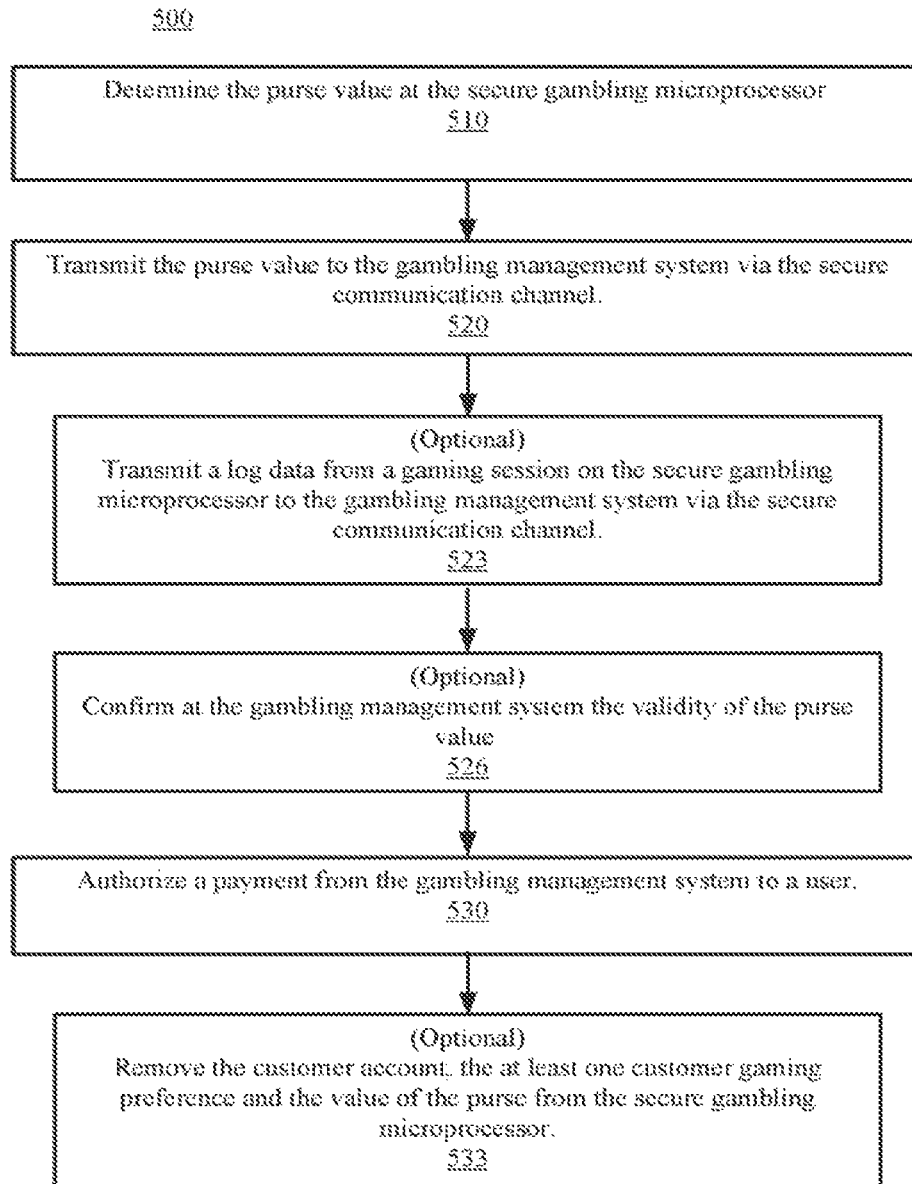 500
Determine the purse value at the secure gambling microprocessor
510
Transmit the purse value to the gambling management system via the secure
communication channel.
520
(Optional)
Transmit a log data from a gaming session on the secure gambling
microprocessor to the gambling management system via the secure
communication channel.
523
(Optional)
Confirm at the gambling management system the validity of the purse
value
526
Authorize a payment from the gambling management system to a user.
530
(Optional)
Remove the customer account, the at least one customer gaming
preference and the value of the purse from the secure gambling
microprocessor.
533